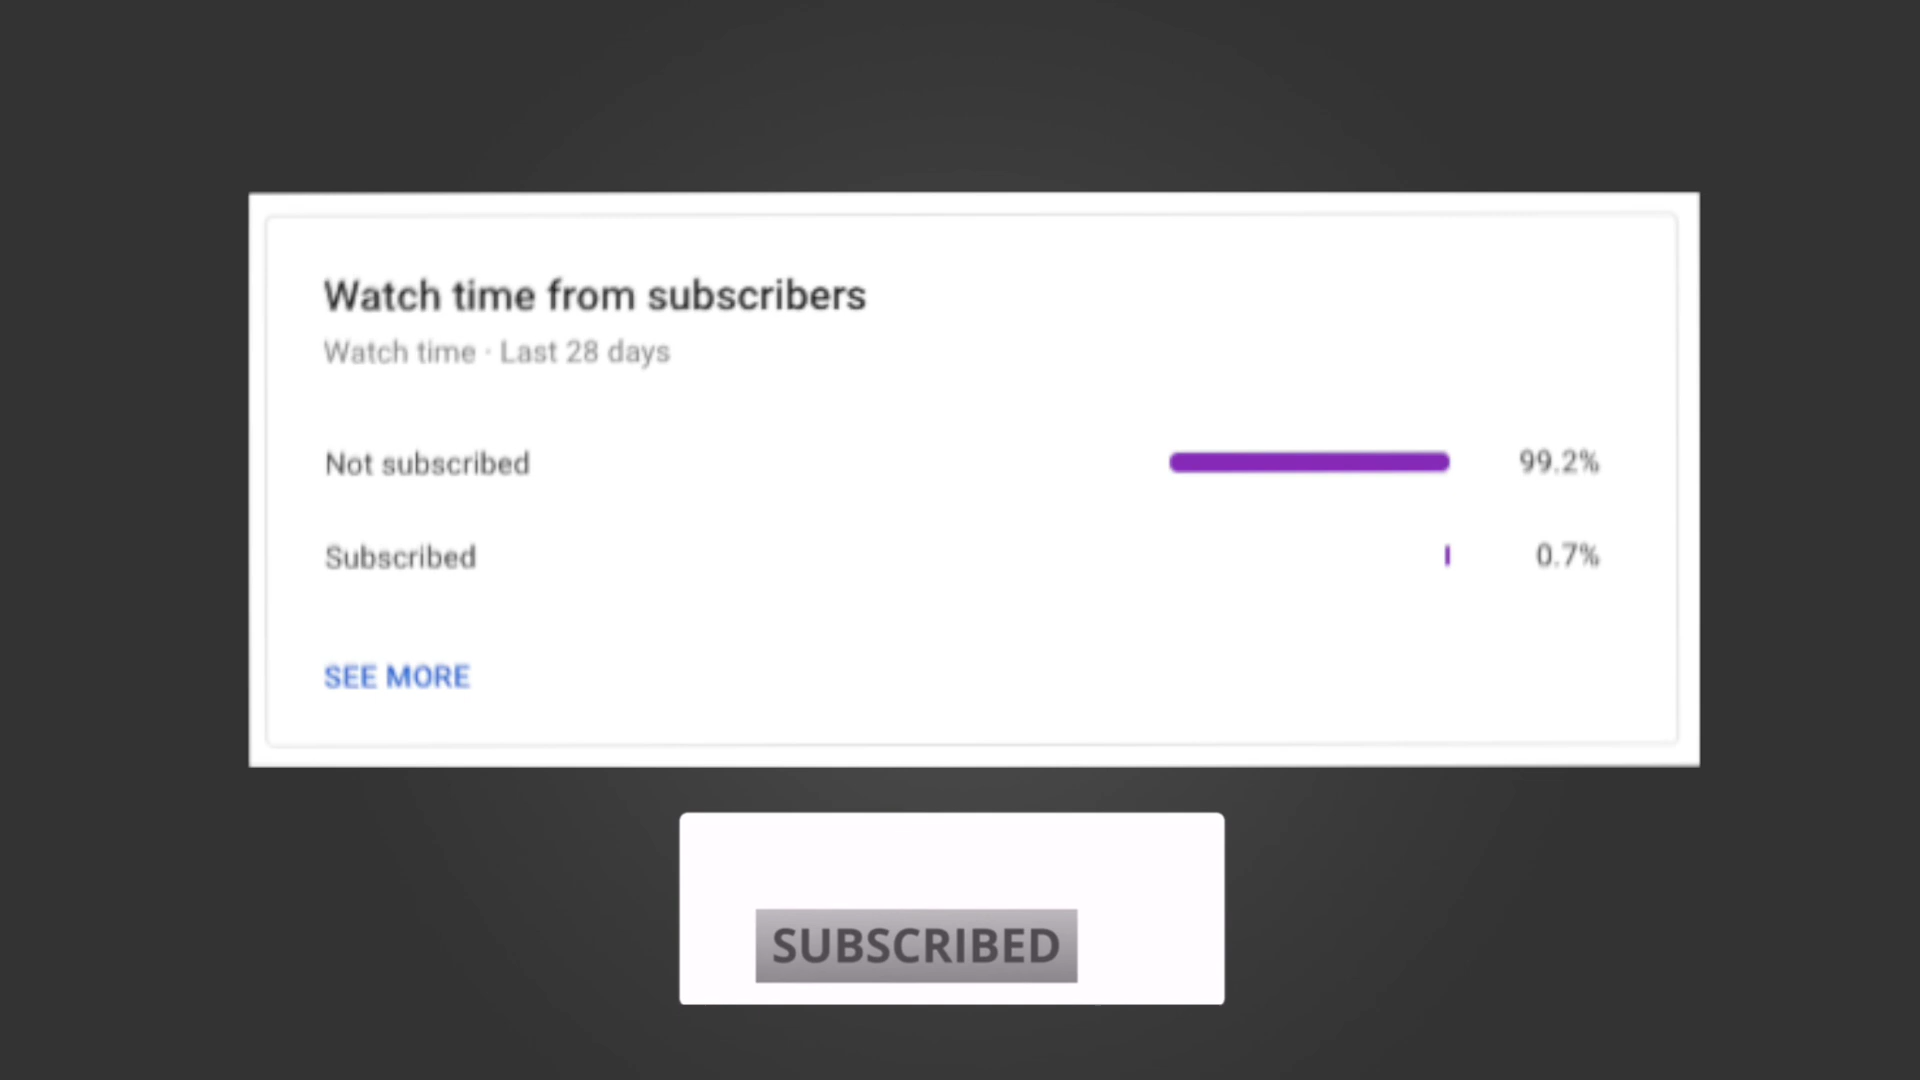 Watch time from subscribers
Watch time · Last 28 days
Not subscribed 99.2%
Subscribed 0.7%
SEE MORE
SUBSCRIBED